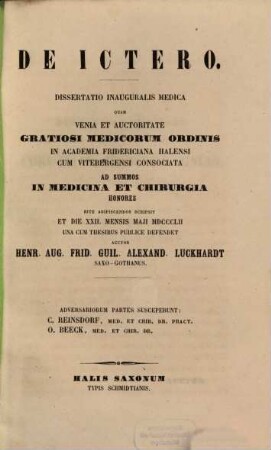 DE ICTERO.
DISSERTATIO INAUGURALIS MEDICA
QUAM
VENIA ET AUCTORITATE
GRATIOSI MEDICORUM ORDINIS
IN ACADEMIA FRIDERICIANA HALENSI
CUM VITEBERGENSI CONSOCIATA
AD SUMMOS
IN MEDICINA ET CHIRURGIA
HONORES
RITE ADIPISCENDOS SCRIPSIT
ET DIE XXII. MENSIS MAJI MDCCCLII
UNA CUM THESIBUS PUBLICE DEFENDET
AUCTOR
HENR. AUG. FRID. GUIL. ALEXAND. LUCKHARDT
SAXO-GOTHANUS.
ADVERSARIORUM PARTES SUSCEPERUNT:
C. REINSDORF, MED. ET CHIR. DR. PRACT.
O. BEECK, MED. ET CHIR. DR.
HALIS SAXONUM
TYPIS SCHMIDTIANIS.